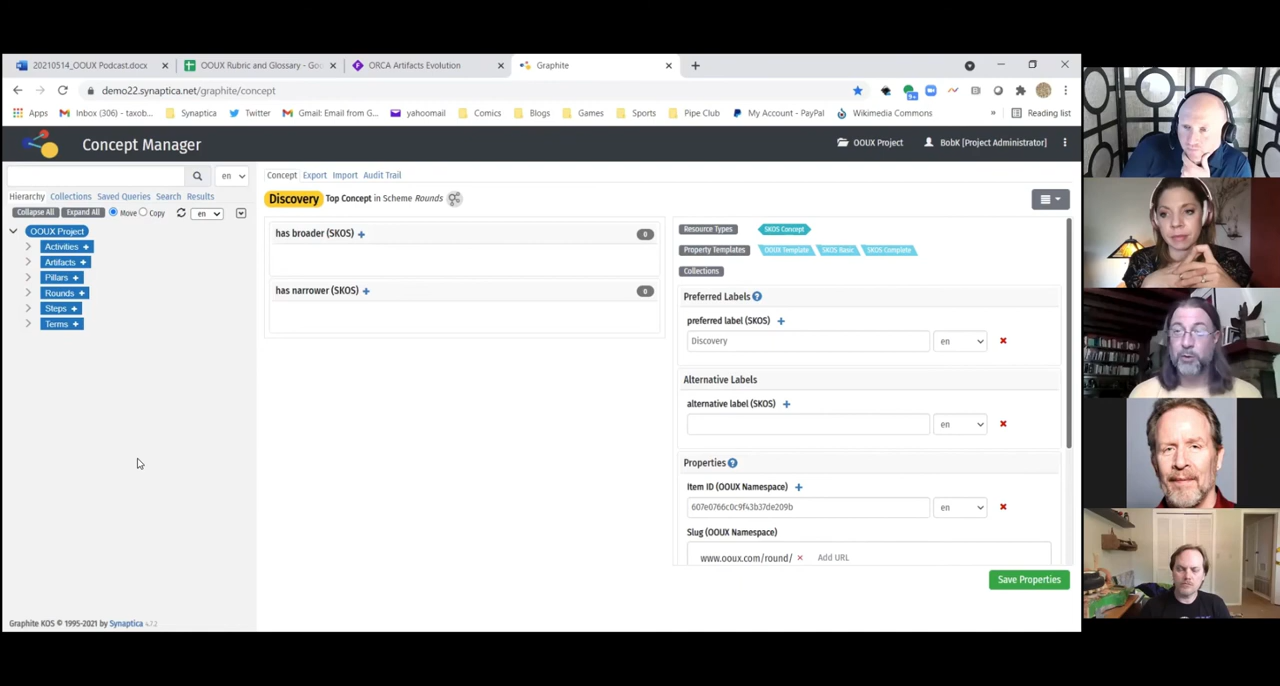 20210514_OOUX Podcast.docx
OOUX Rubric and Glossary - Goo
ORCA Artifacts Evolution
Graphite
demo22.synaptica.net/graphite/concept
Apps
Inbox (306) - taxob...
Synaptica
Twitter
Gmail: Email from G...
yahoomail
Comics
Blogs
Games
Sports
Pipe Club
My Account - PayPal
Wikimedia Commons
»
Reading list
Concept Manager
OOUX Project
BobK [Project Administrator]
en
Concept Export Import Audit Trail
Hierarchy Collections Saved Queries Search Results
Collapse All Expand All Move Copy en
Discovery Top Concept in Scheme Rounds
OOUX Project
Activities +
Artifacts +
Pillars +
Rounds +
Steps +
Terms +
has broader (SKOS) +
0
has narrower (SKOS) +
0
Resource Types SKOS Concept
Property Templates OOUX Template SKOS Basic SKOS Complete
Collections
Preferred Labels ?
preferred label (SKOS) +
Discovery en
Alternative Labels
alternative label (SKOS) +
en
Properties ?
Item ID (OOUX Namespace) +
607e0766c0c9f43b37de209b en
Slug (OOUX Namespace)
www.ooux.com/round/ × Add URL
Save Properties
Graphite KOS © 1995-2021 by Synaptica 4.7.2